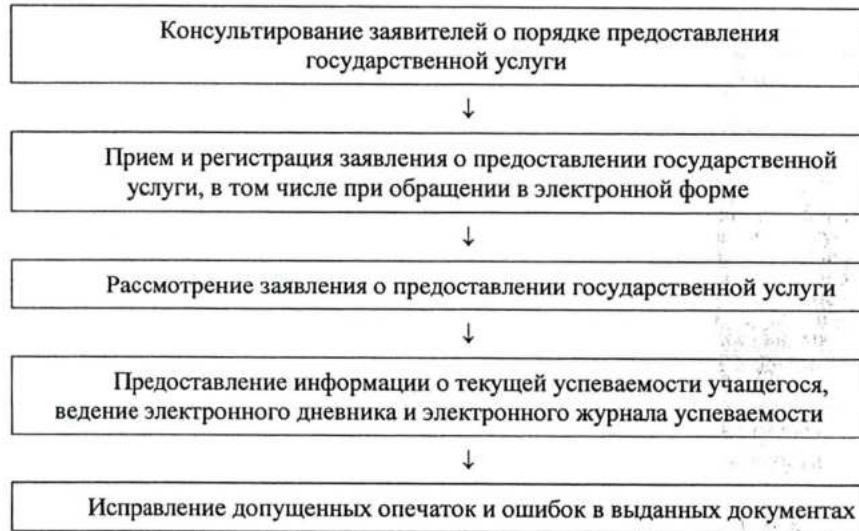 Консультирование заявителей о порядке предоставления
государственной услуги
↓
Прием и регистрация заявления о предоставлении государственной
услуги, в том числе при обращении в электронной форме
↓
Рассмотрение заявления о предоставлении государственной услуги
↓
Предоставление информации о текущей успеваемости учащегося,
ведение электронного дневника и электронного журнала успеваемости
↓
Исправление допущенных опечаток и ошибок в выданных документах